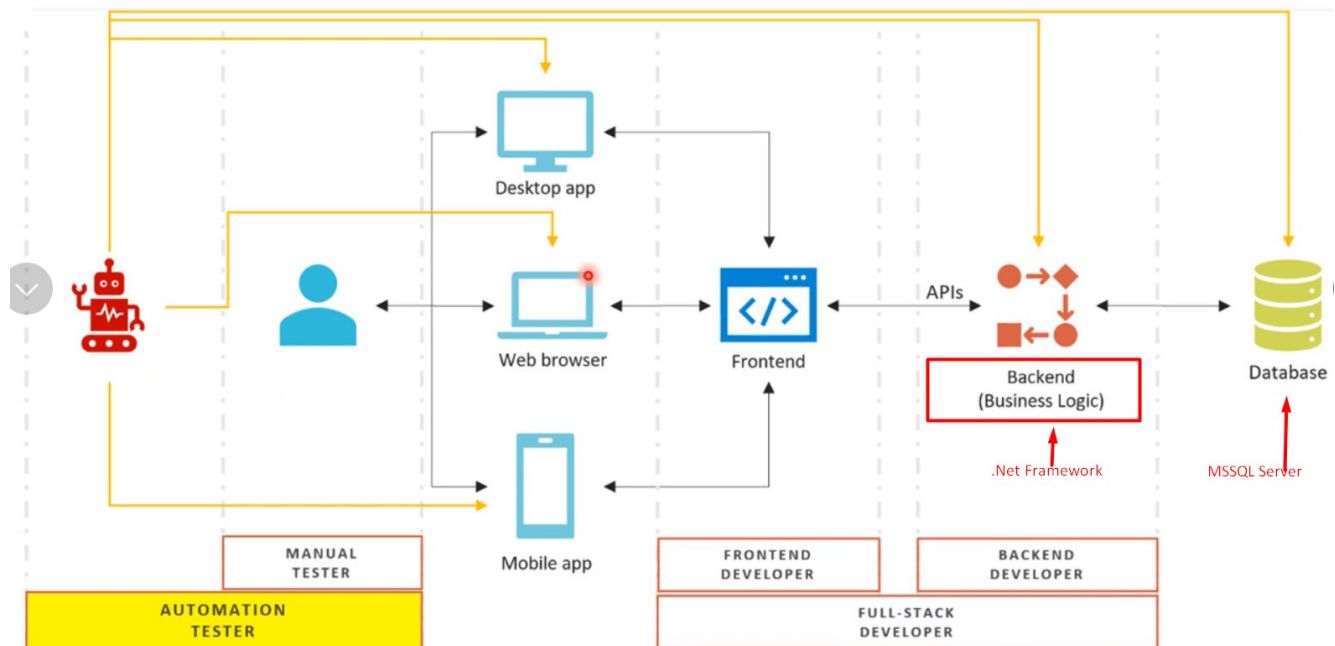 Desktop app
Web browser
Mobile app
Frontend
APIs
Backend
(Business Logic)
Database
.Net Framework
MSSQL Server
MANUAL
TESTER
FRONTEND
DEVELOPER
BACKEND
DEVELOPER
AUTOMATION
TESTER
FULL-STACK
DEVELOPER